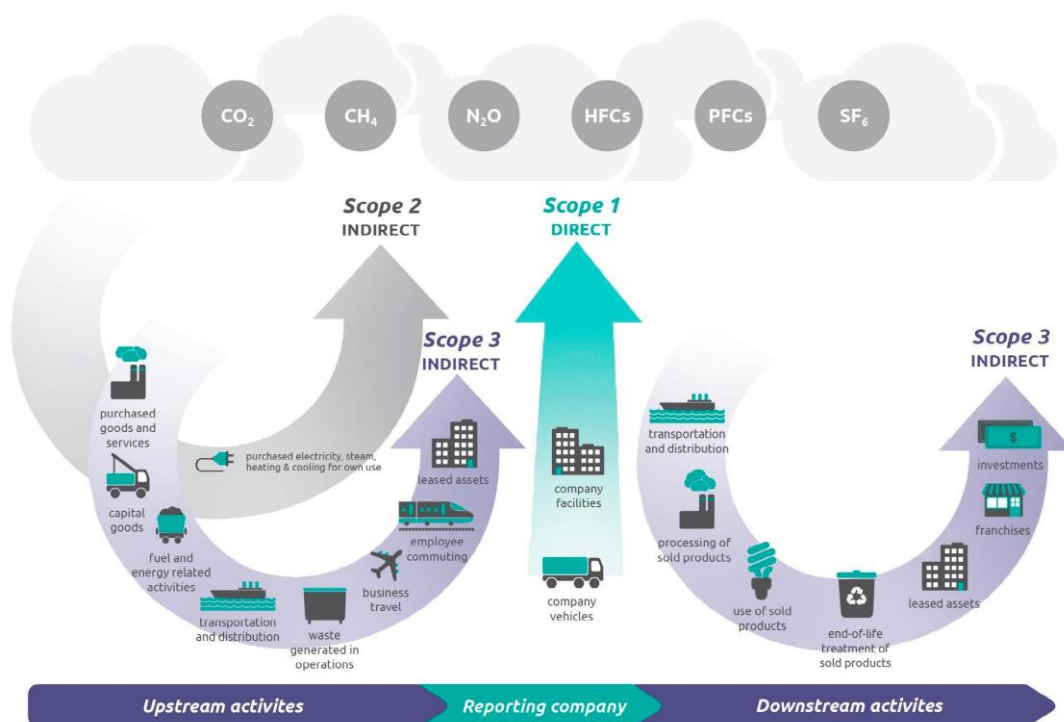 CO₂
CH₄
N₂O
HFCs
PFCs
SF₆
Scope 2
INDIRECT
Scope 1
DIRECT
Scope 3
INDIRECT
Scope 3
INDIRECT
purchased
goods and
services
capital
goods
fuel and
energy related
activities
transportation
and distribution
waste
generated in
operations
business
travel
employee
commuting
leased assets
purchased electricity, steam,
heating & cooling for own use
company
facilities
company
vehicles
transportation
and distribution
processing of
sold products
use of sold
products
end-of-life
treatment of
sold products
leased assets
franchises
$
investments
Upstream activites
Reporting company
Downstream activites